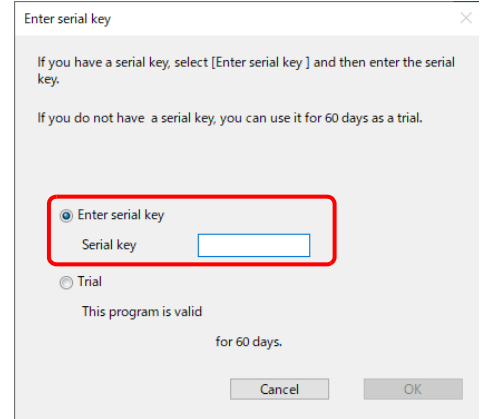 Enter serial key
If you have a serial key, select [Enter serial key ] and then enter the serial
key.
If you do not have  a serial key, you can use it for 60 days as a trial.
Enter serial key
Serial key
Trial
This program is valid
for 60 days.
Cancel
OK